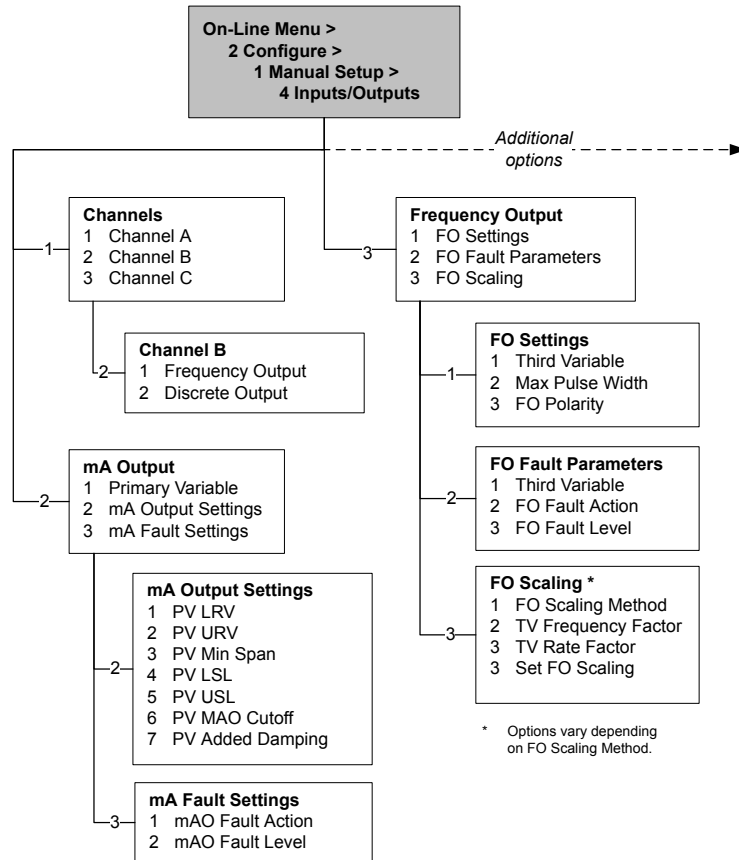 On-Line Menu >
2 Configure >
1 Manual Setup >
4 Inputs/Outputs
Additional
options
Channels
1 Channel A
2 Channel B
3 Channel C
1
Channel B
1 Frequency Output
2 Discrete Output
2
mA Output
1 Primary Variable
2 mA Output Settings
3 mA Fault Settings
2
mA Output Settings
1 PV LRV
2 PV URV
3 PV Min Span
4 PV LSL
5 PV USL
6 PV MAO Cutoff
7 PV Added Damping
2
mA Fault Settings
1 mAO Fault Action
2 mAO Fault Level
3
Frequency Output
1 FO Settings
2 FO Fault Parameters
3 FO Scaling
3
FO Settings
1 Third Variable
2 Max Pulse Width
3 FO Polarity
1
FO Fault Parameters
1 Third Variable
2 FO Fault Action
3 FO Fault Level
2
FO Scaling *
1 FO Scaling Method
2 TV Frequency Factor
3 TV Rate Factor
3 Set FO Scaling
3
* Options vary depending
on FO Scaling Method.